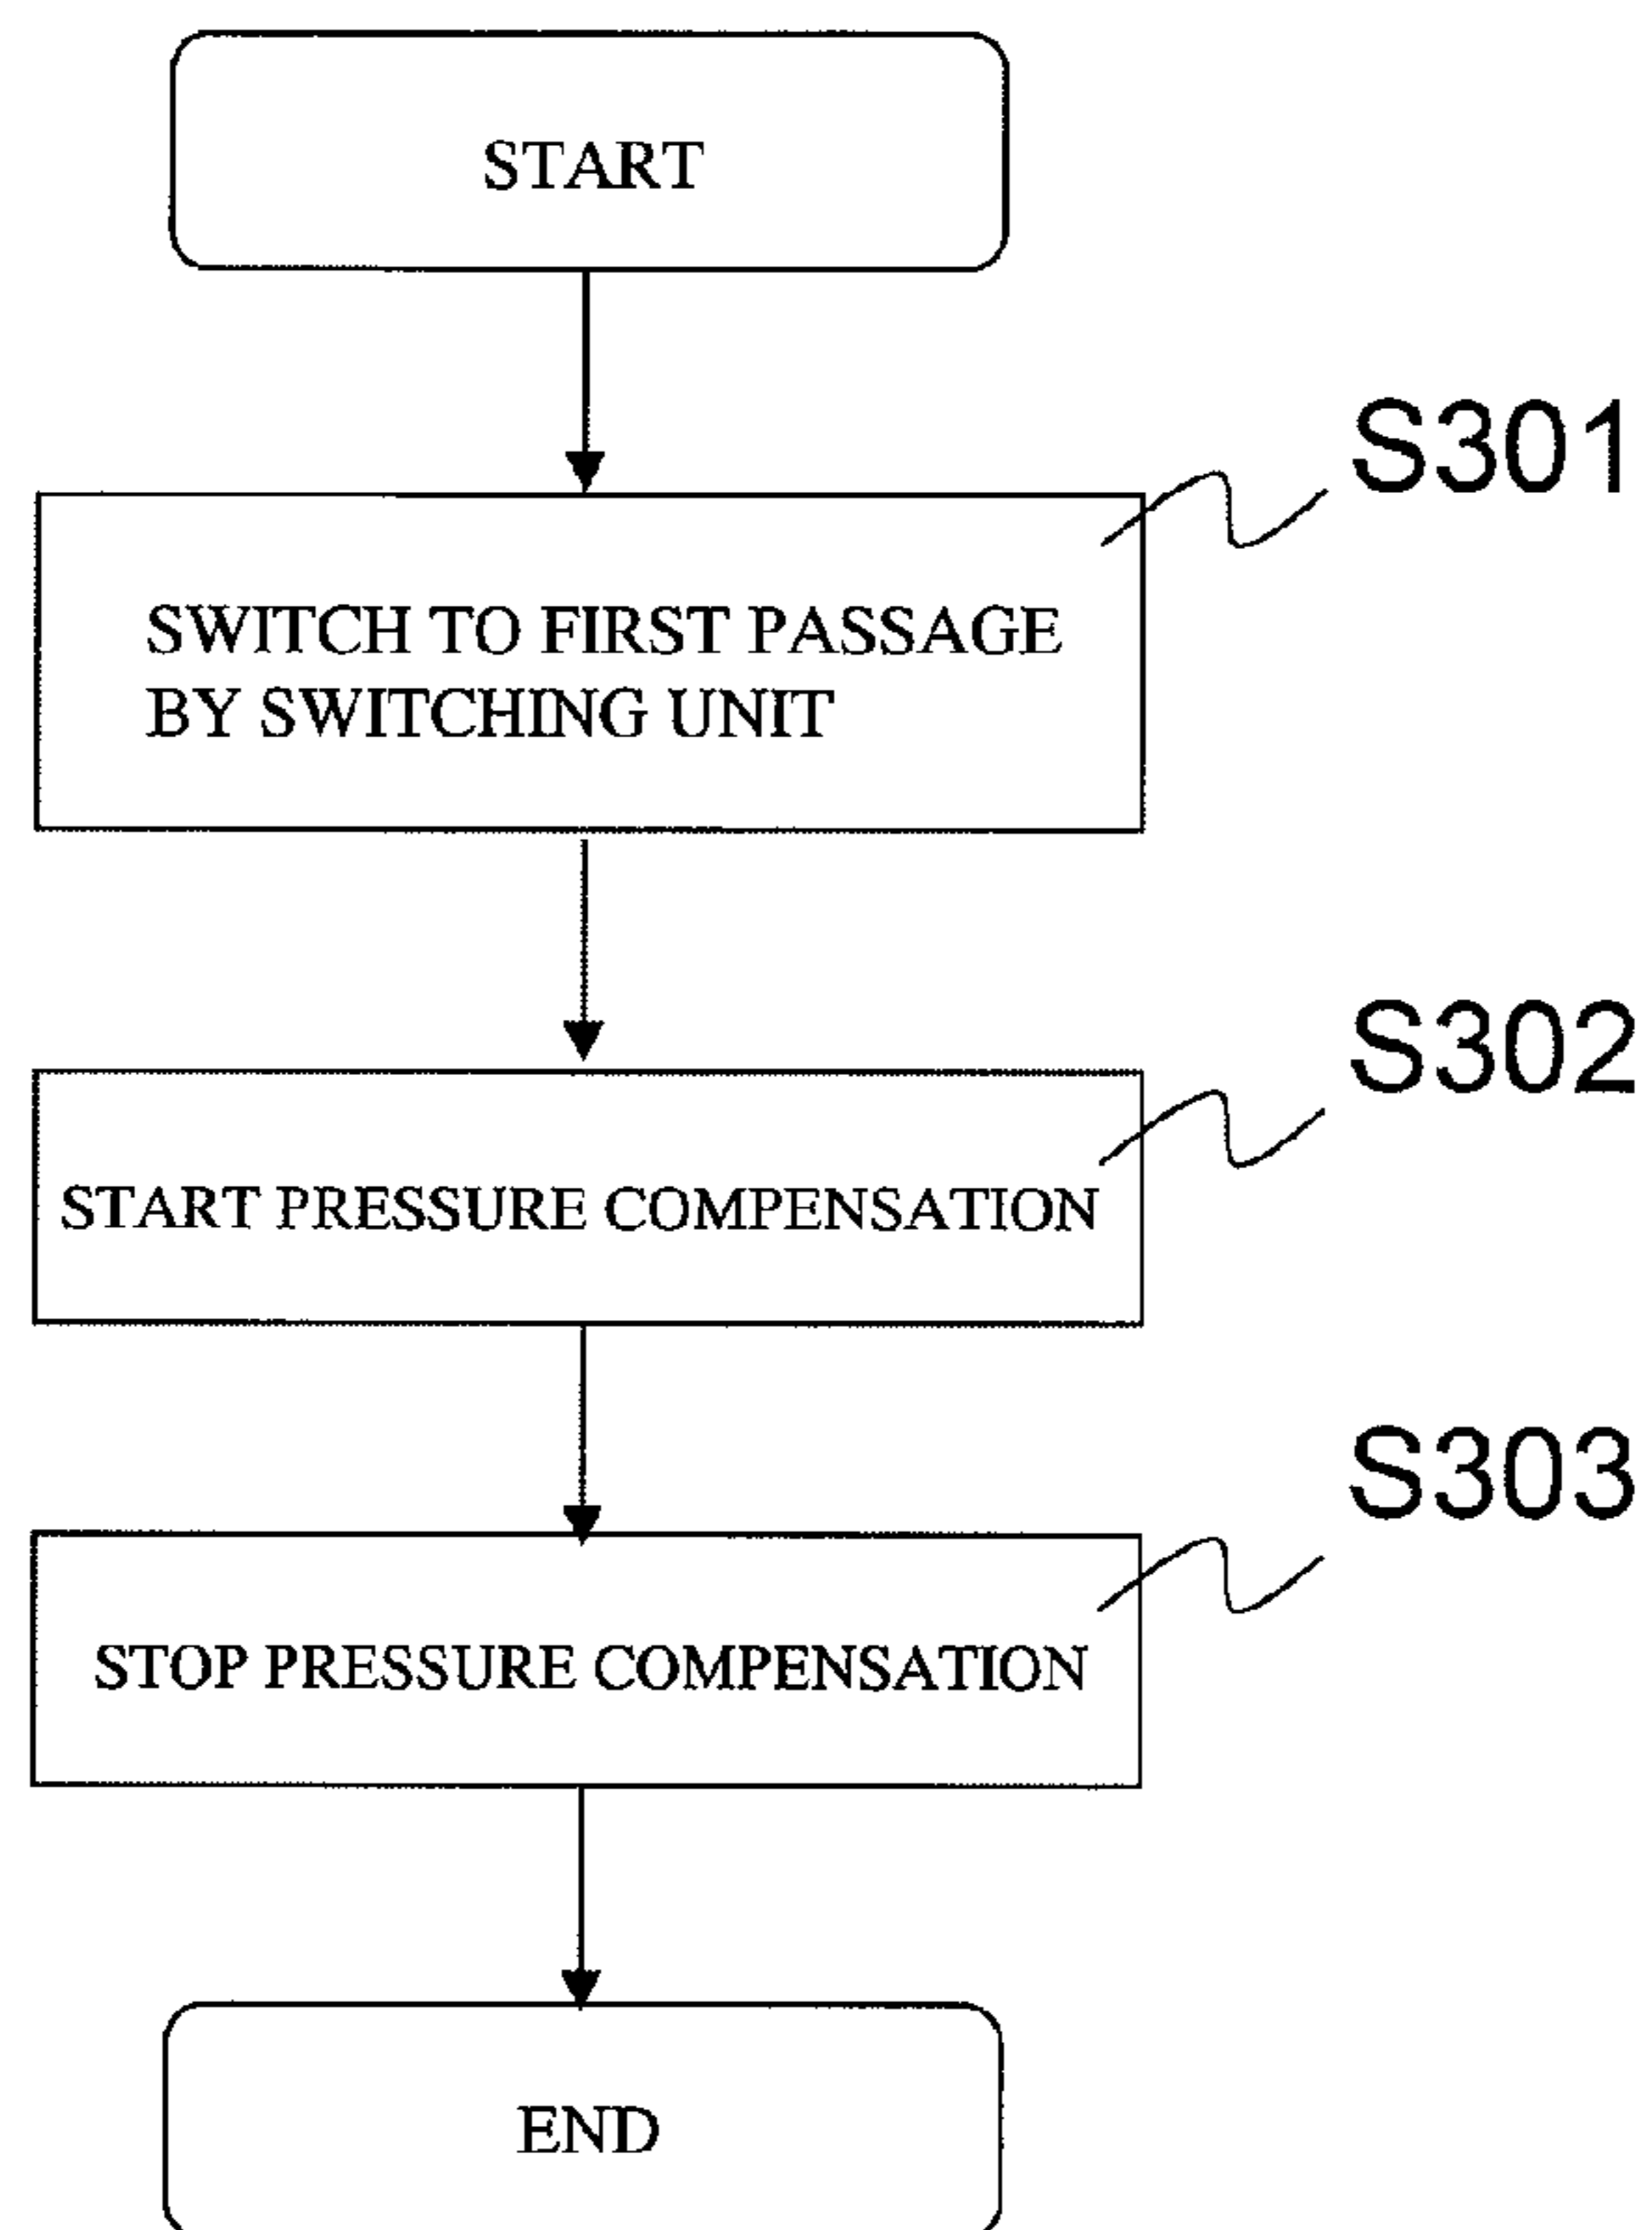 START
S301
SWITCH TO FIRST PASSAGE
BY SWITCHING UNIT
S302
START PRESSURE COMPENSATION
S303
STOP PRESSURE COMPENSATION
END